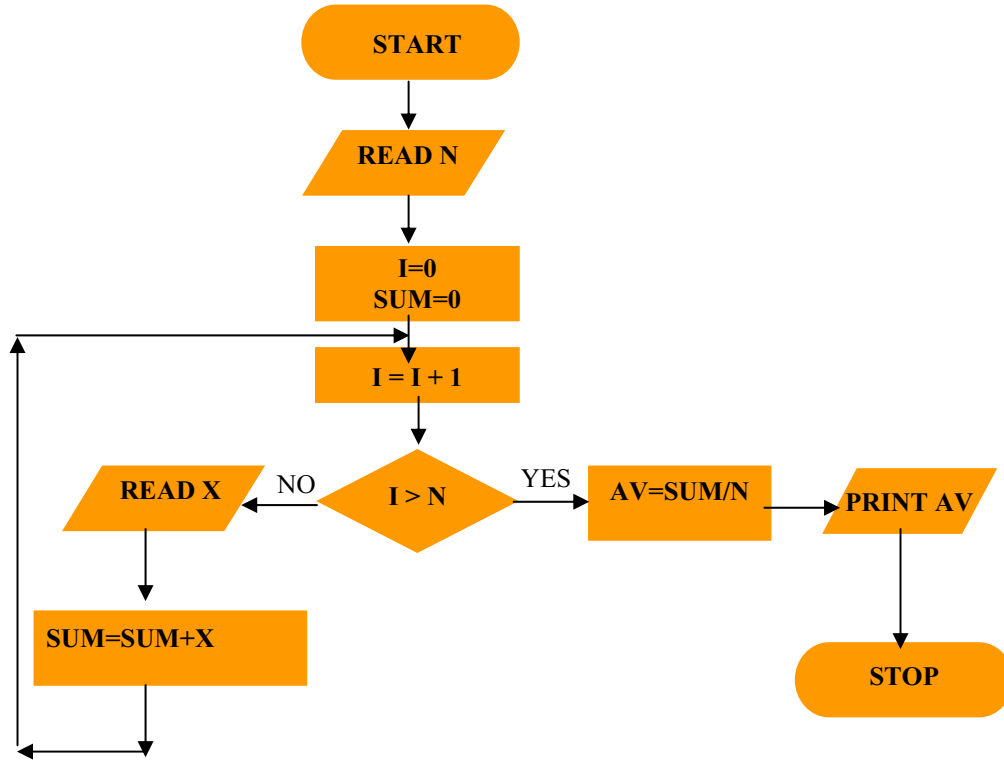 START
READ N
I=0
SUM=0
I = I + 1
I > N
NO
READ X
SUM=SUM+X
YES
AV=SUM/N
PRINT AV
STOP